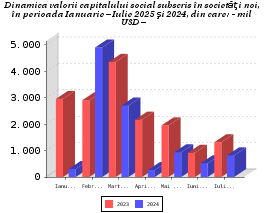 Dinamica valorii capitalului social subscris în societăţi noi,
în perioada Ianuarie – Iulie 2025 şi 2024, din care: - mil
USD –
5.000
4.000
3.000
2.000
1.000
0
Ianu... Febr... Mart... Apri... Mai ... Iuni... Iuli...
2023 2024